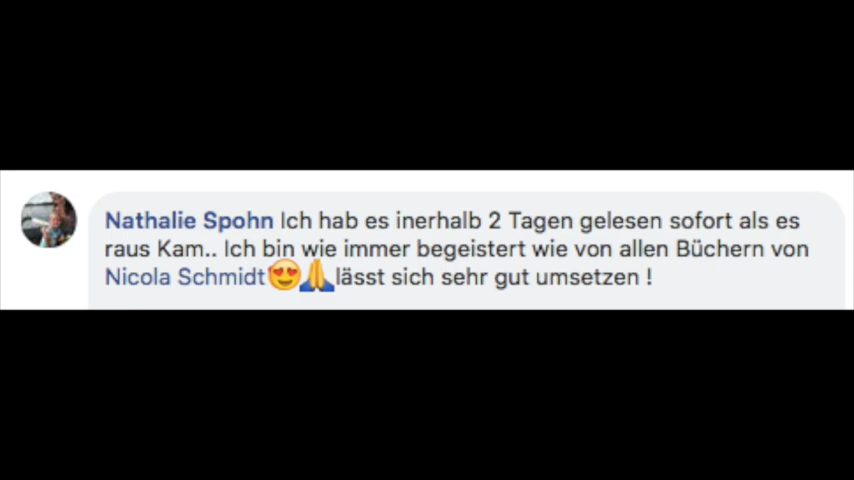 Nathalie Spohn Ich hab es inerhalb 2 Tagen gelesen sofort als es
raus Kam.. Ich bin wie immer begeistert wie von allen Büchern von
Nicola Schmidt😍🙏lässt sich sehr gut umsetzen !